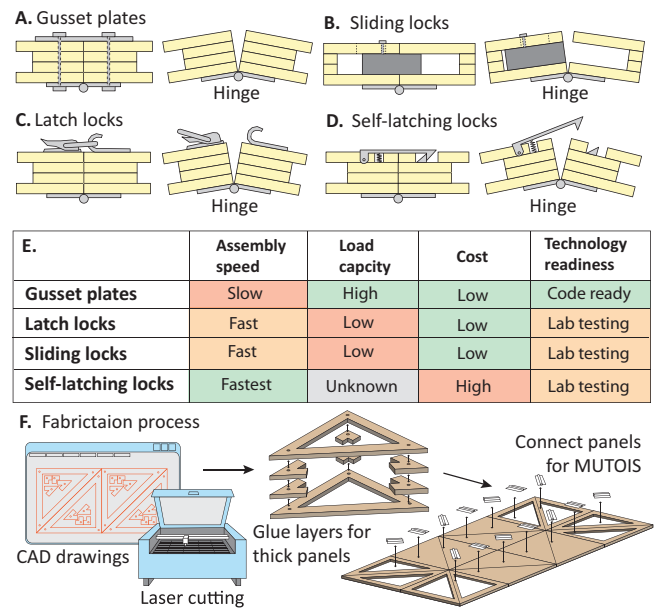 A. Gusset plates
Hinge
B. Sliding locks
Hinge
C. Latch locks
Hinge
D. Self-latching locks
Hinge
E. Assembly speed Load capcity Cost Technology readiness
Gusset plates Slow High Low Code ready
Latch locks Fast Low Low Lab testing
Sliding locks Fast Low Low Lab testing
Self-latching locks Fastest Unknown High Lab testing
F. Fabrictaion process
CAD drawings
Laser cutting
Glue layers for
thick panels
Connect panels
for MUTOIS